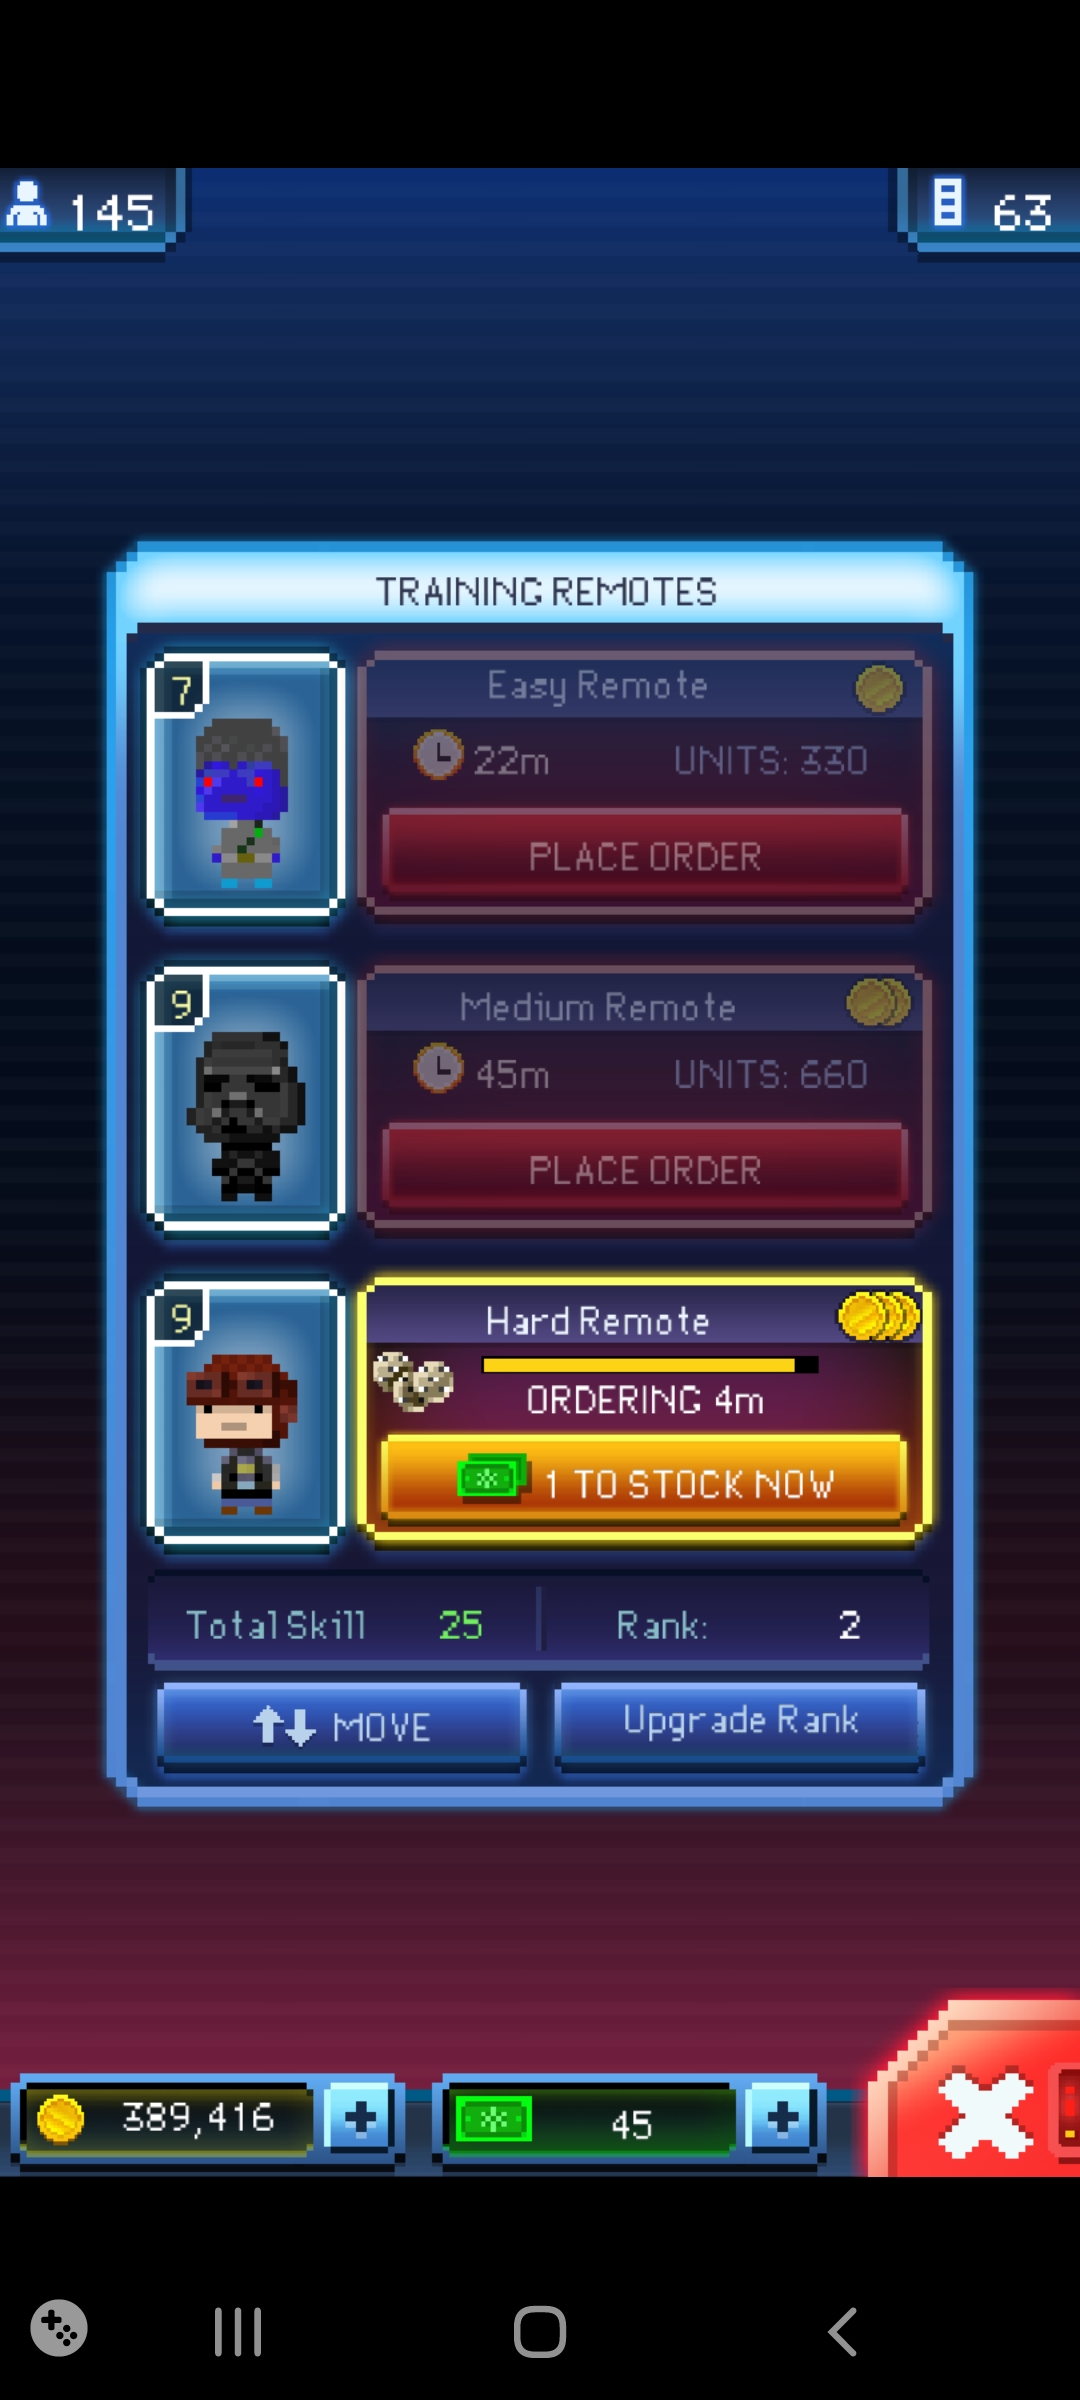 145
63
TRAINING REMOTES
7
Easy Remote
22m UNITS: 330
PLACE ORDER
9
Medium Remote
45m UNITS: 660
PLACE ORDER
9
Hard Remote
ORDERING 4m
1 TO STOCK NOW
Total Skill 25 Rank: 2
MOVE Upgrade Rank
389,416 45